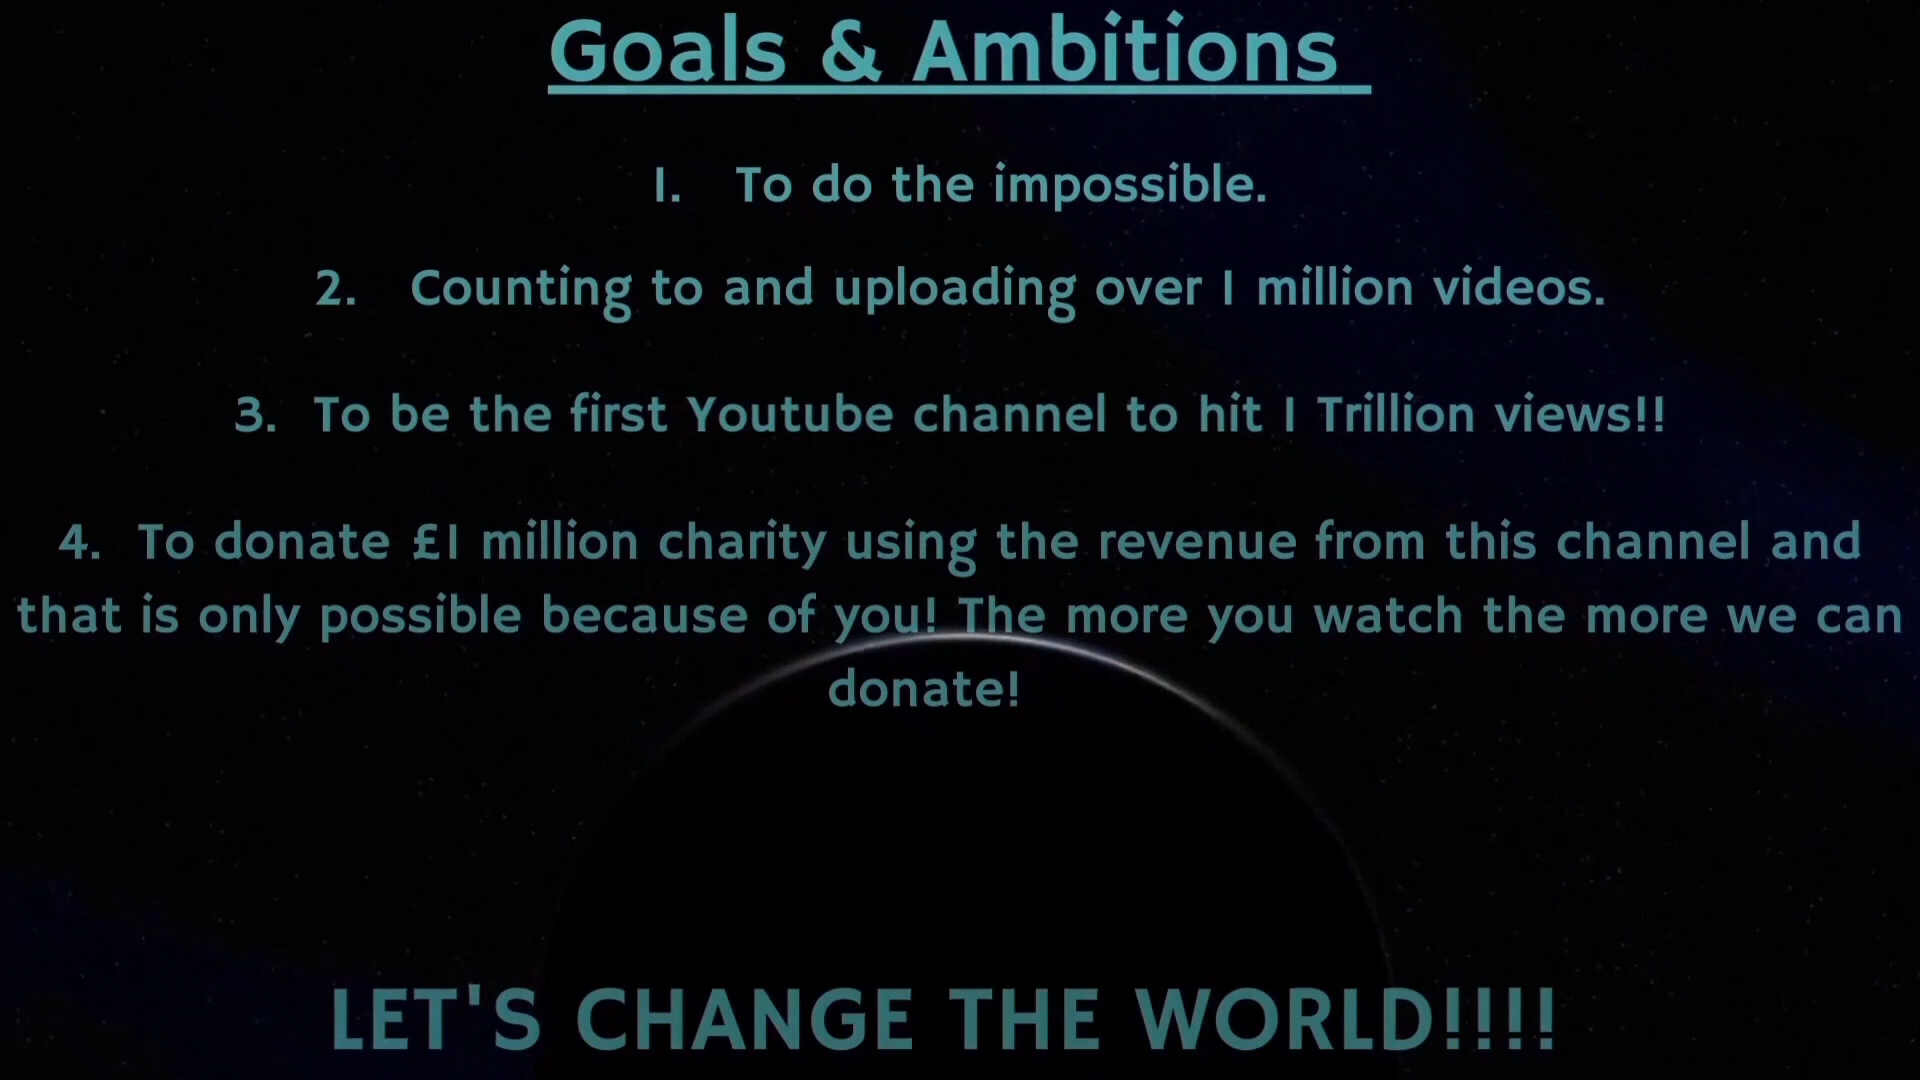 Goals & Ambitions
1. To do the impossible.
2. Counting to and uploading over 1 million videos.
3. To be the first Youtube channel to hit 1 Trillion views!!
4. To donate £1 million charity using the revenue from this channel and
that is only possible because of you! The more you watch the more we can
donate!
LET'S CHANGE THE WORLD!!!!